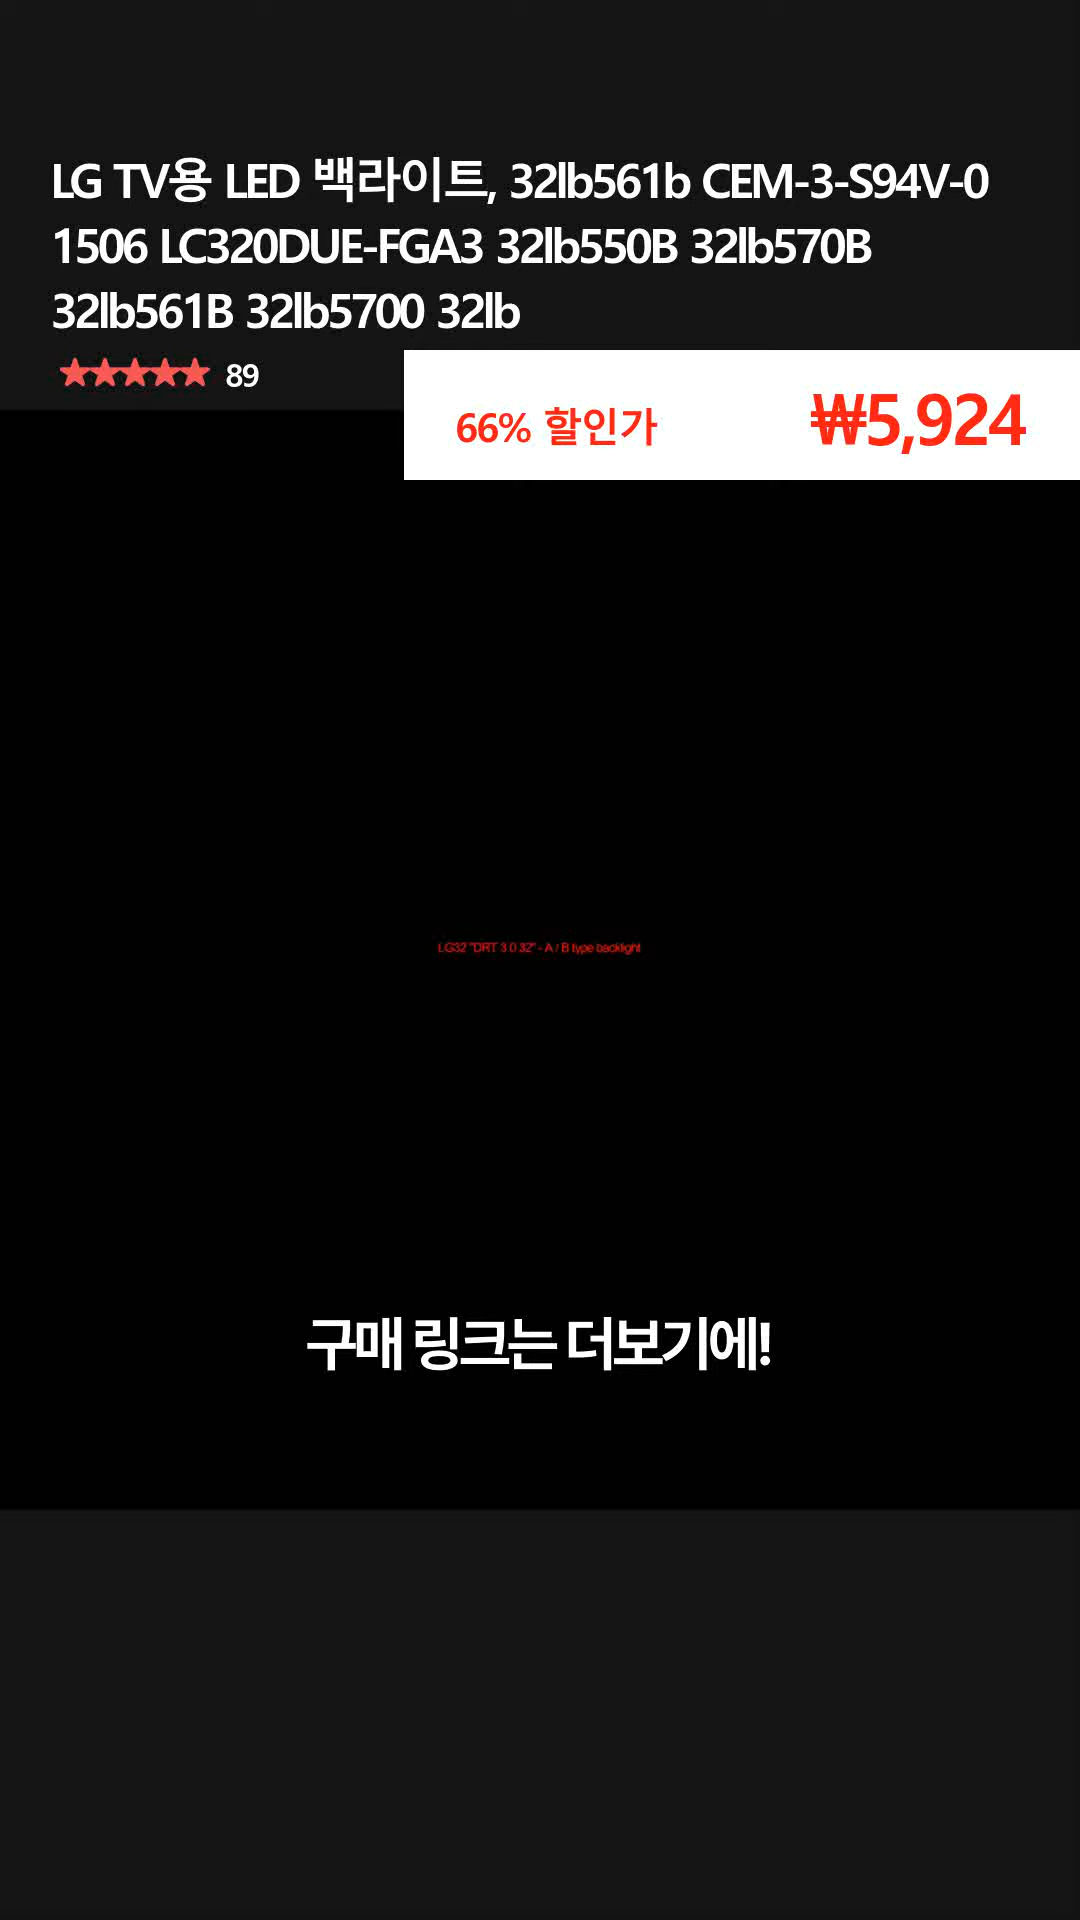 LG TV용 LED 백라이트, 32lb561b CEM-3-S94V-0
1506 LC320DUE-FGA3 32lb550B 32lb570B
32lb561B 32lb5700 32lb
★★★★★ 89
66% 할인가 ₩5,924
LG32 "DRT 3.0 32" - A / B type backlight
구매 링크는 더보기에!